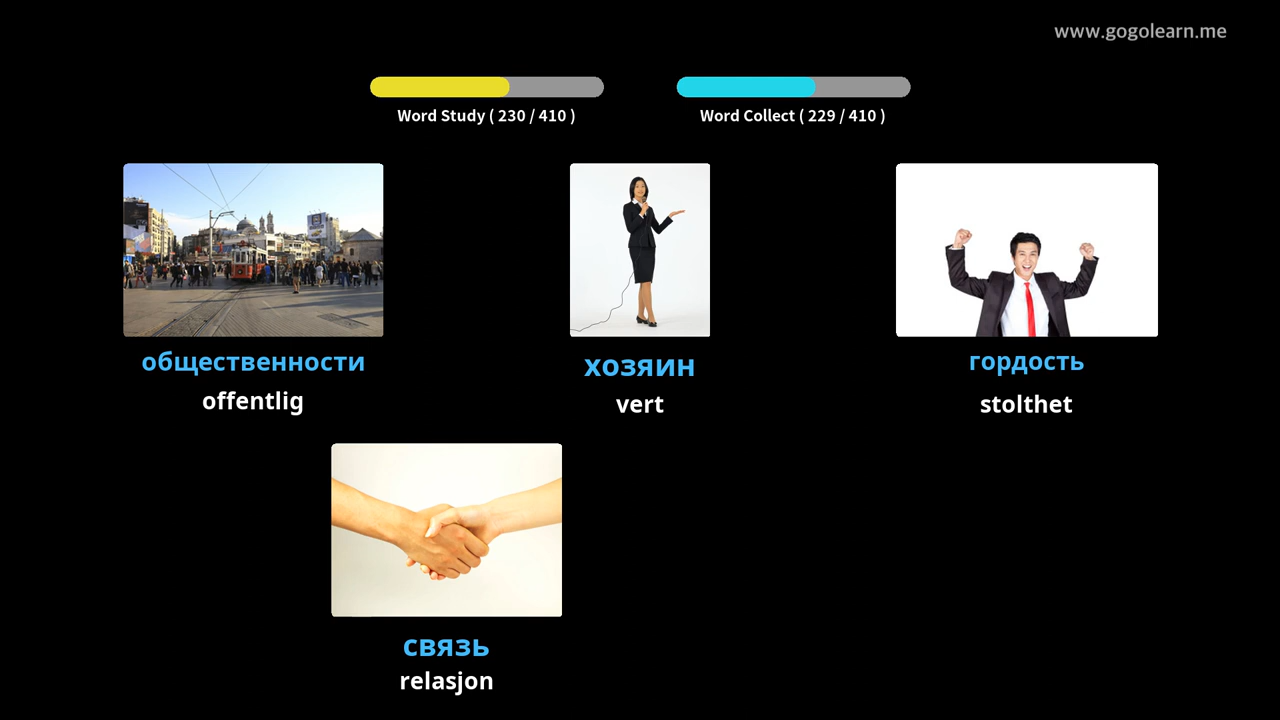 www.gogolearn.me
Word Study ( 230 / 410 )
Word Collect ( 229 / 410 )
общественности
хозяин
гордость
offentlig
vert
stolthet
связь
relasjon